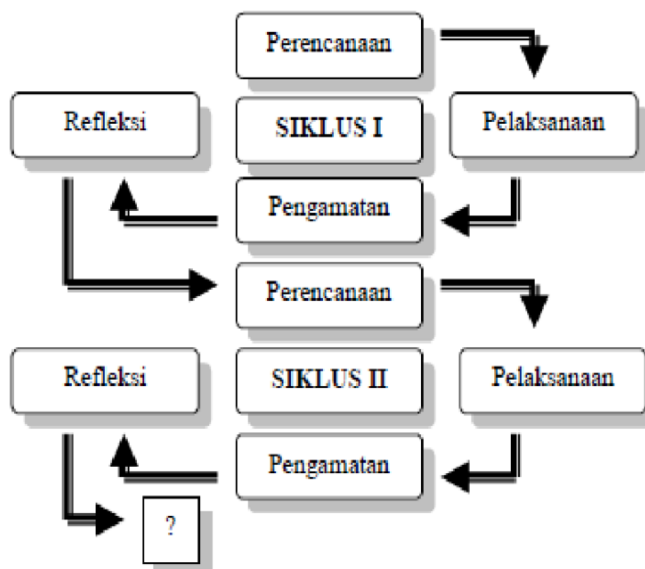 Perencanaan
Refleksi
SIKLUS I
Pelaksanaan
Pengamatan
Perencanaan
Refleksi
SIKLUS II
Pelaksanaan
Pengamatan
?